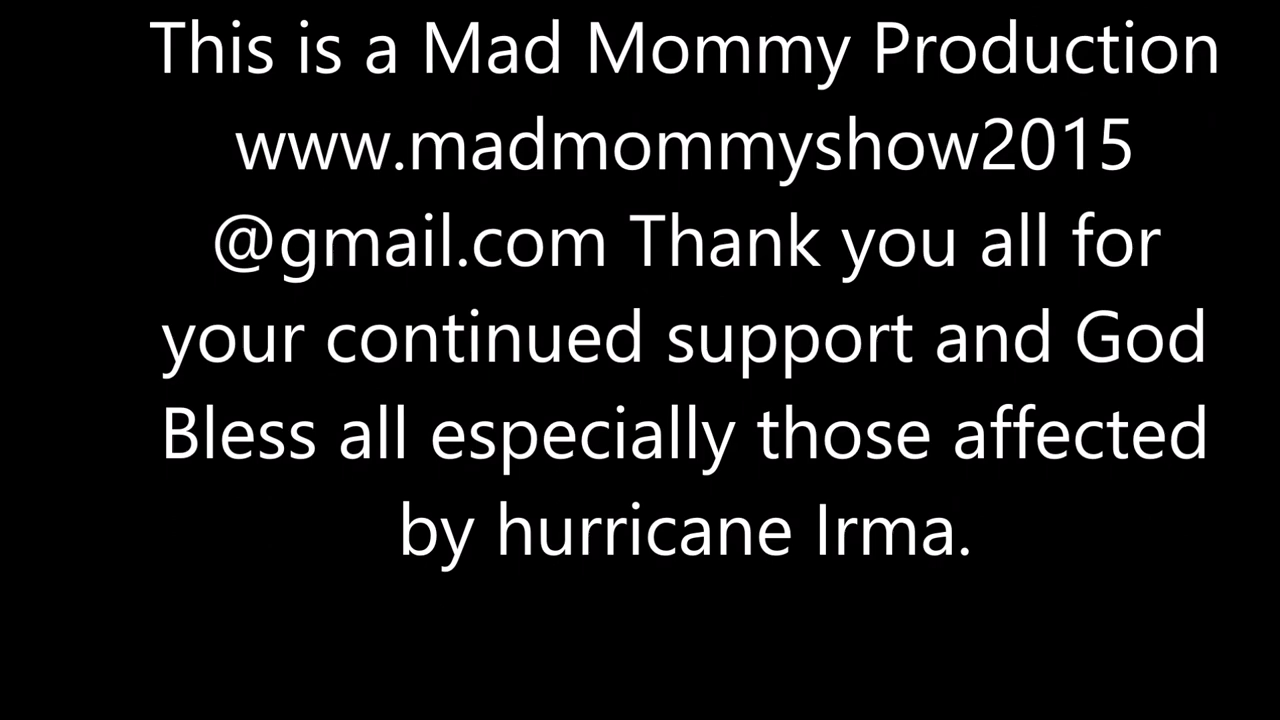 This is a Mad Mommy Production
www.madmommyshow2015
@gmail.com Thank you all for
your continued support and God
Bless all especially those affected
by hurricane Irma.